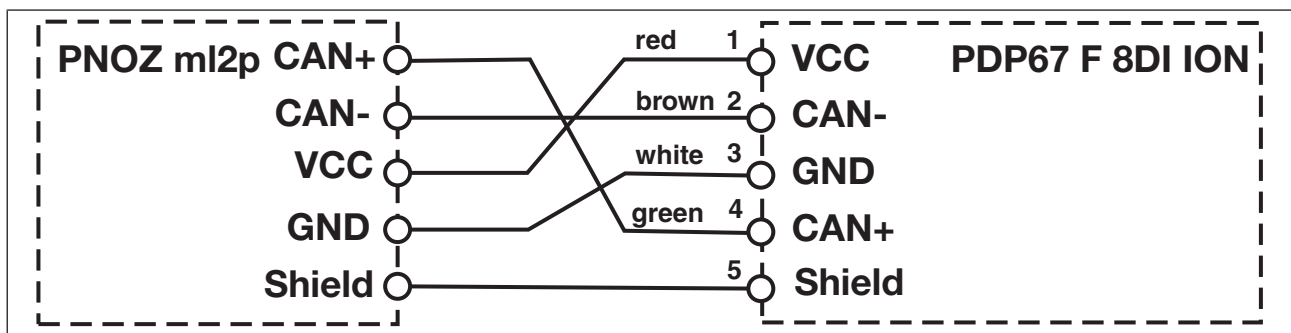 PNOZ ml2p CAN+ red 1 VCC PDP67 F 8DI ION
CAN- brown 2 CAN-
VCC white 3 GND
GND green 4 CAN+
Shield 5 Shield